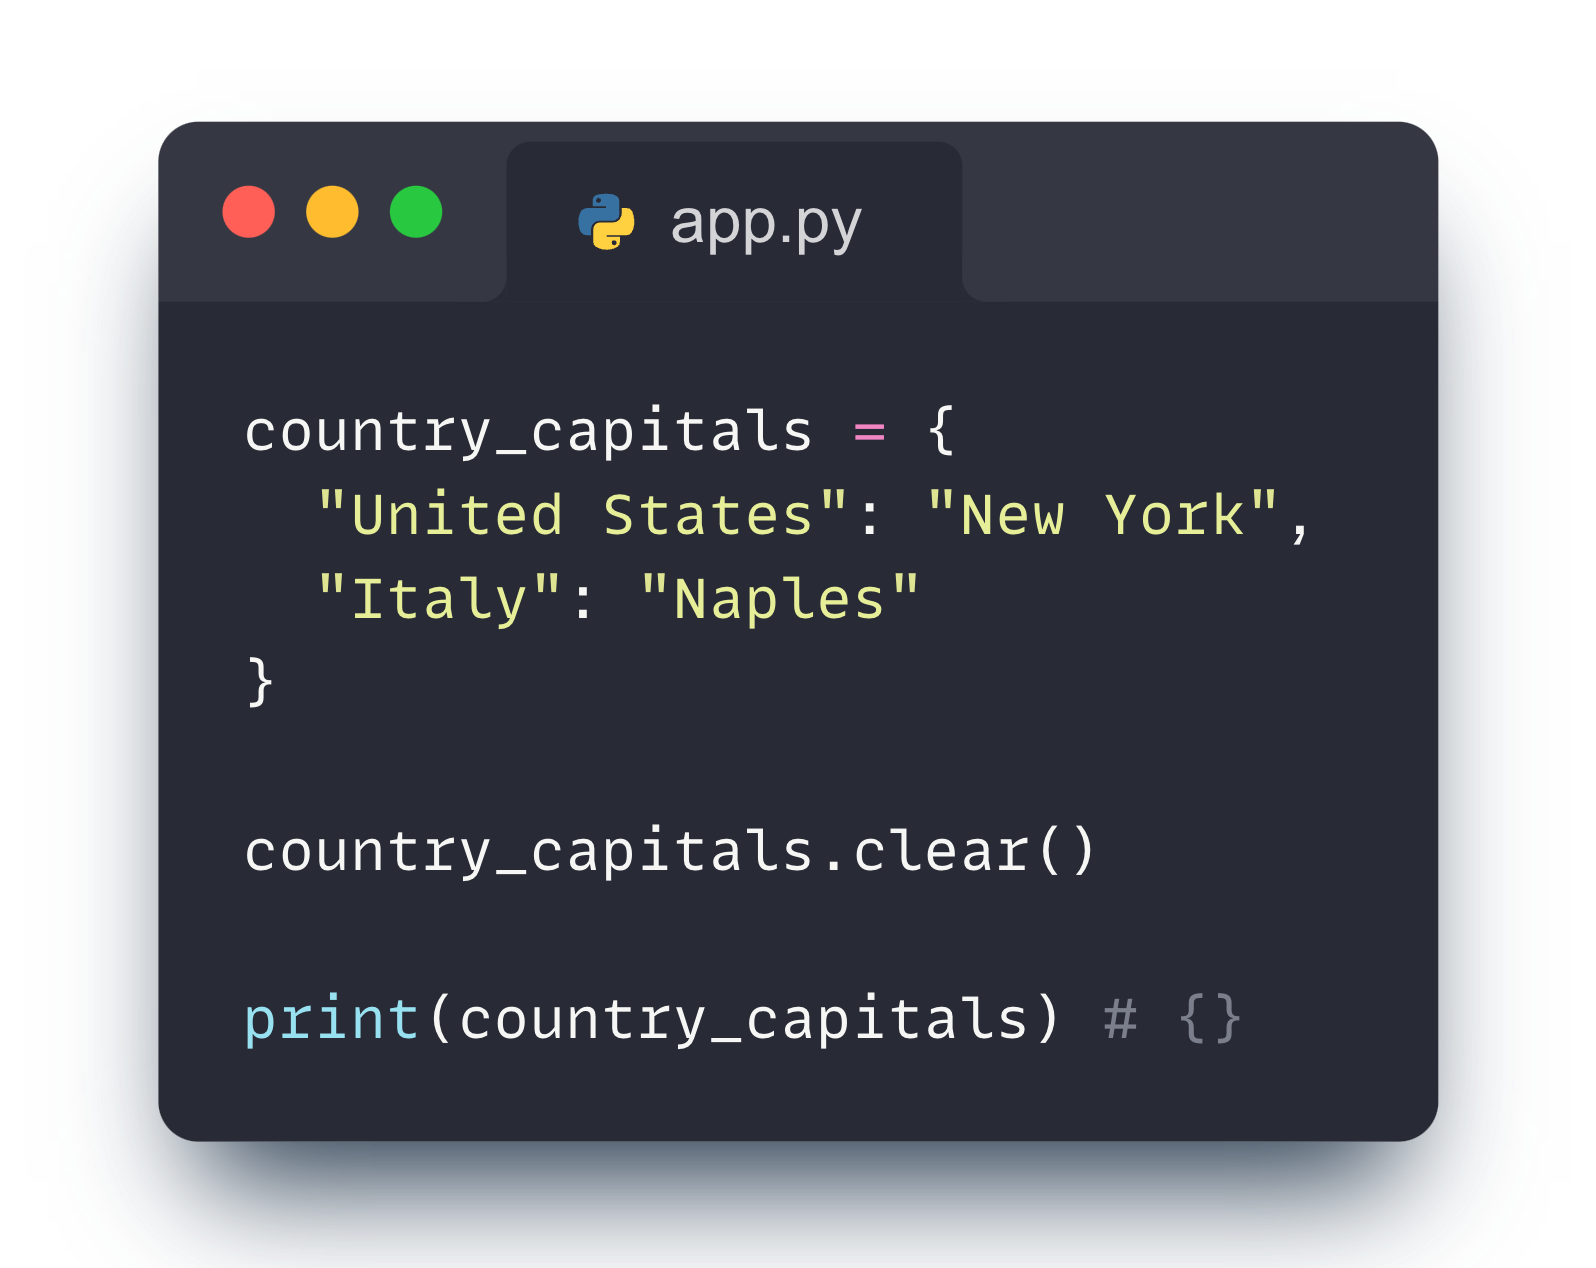 app.py
country_capitals = {
  "United States": "New York",
  "Italy": "Naples"
}
country_capitals.clear()
print(country_capitals) # {}